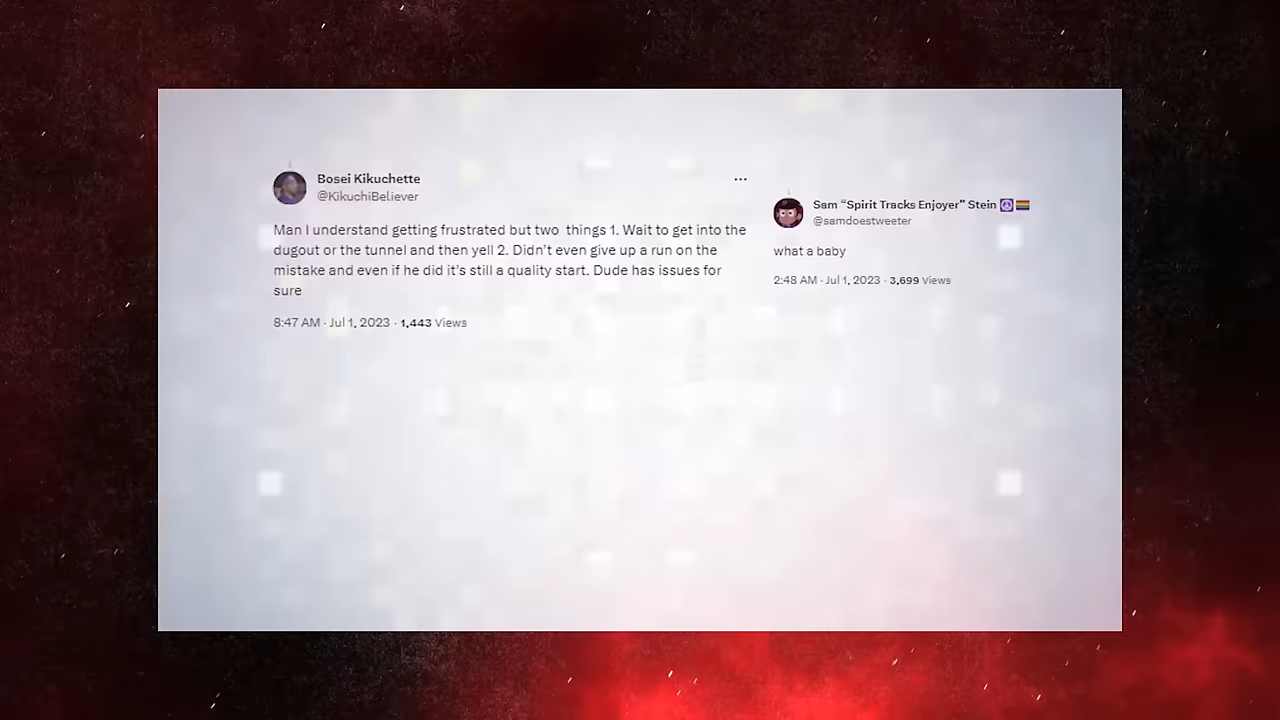 Bosei Kikuchette
@KikuchiBeliever
Man I understand getting frustrated but two things 1. Wait to get into the
dugout or the tunnel and then yell 2. Didn't even give up a run on the
mistake and even if he did it's still a quality start. Dude has issues for
sure
8:47 AM · Jul 1, 2023 · 1,443 Views
Sam “Spirit Tracks Enjoyer” Stein ☮️🏳️‍🌈
@samdoestweeter
what a baby
2:48 AM · Jul 1, 2023 · 3,699 Views